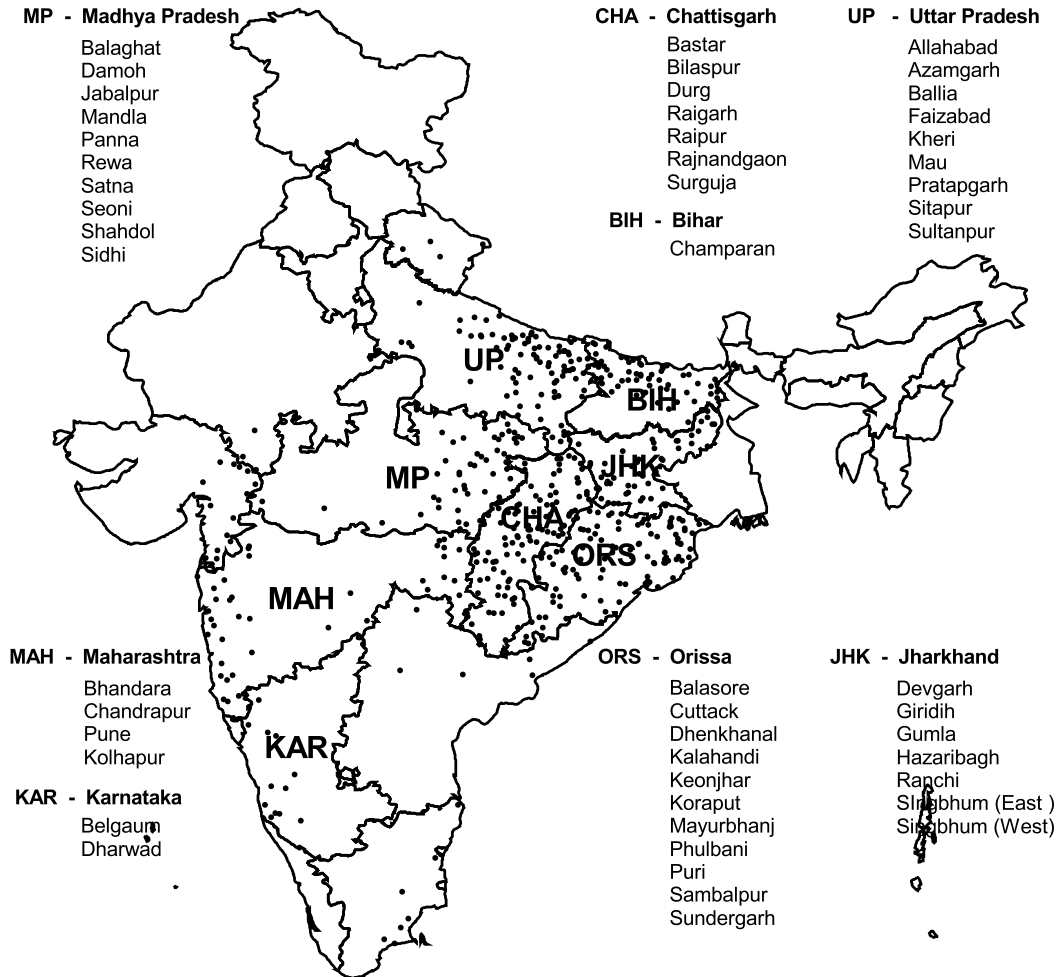 MP - Madhya Pradesh
Balaghat
Damoh
Jabalpur
Mandla
Panna
Rewa
Satna
Seoni
Shahdol
Sidhi
CHA - Chattisgarh
Bastar
Bilaspur
Durg
Raigarh
Raipur
Rajnandgaon
Surguja
BIH - Bihar
Champaran
UP - Uttar Pradesh
Allahabad
Azamgarh
Ballia
Faizabad
Kheri
Mau
Pratapgarh
Sitapur
Sultanpur
UP
BIH
MP
JHK
CHA
ORS
MAH
KAR
MAH - Maharashtra
Bhandara
Chandrapur
Pune
Kolhapur
KAR - Karnataka
Belgaum
Dharwad
ORS - Orissa
Balasore
Cuttack
Dhenkhanal
Kalahandi
Keonjhar
Koraput
Mayurbhanj
Phulbani
Puri
Sambalpur
Sundergarh
JHK - Jharkhand
Devgarh
Giridih
Gumla
Hazaribagh
Ranchi
SIngbhum (East )
Singbhum (West)